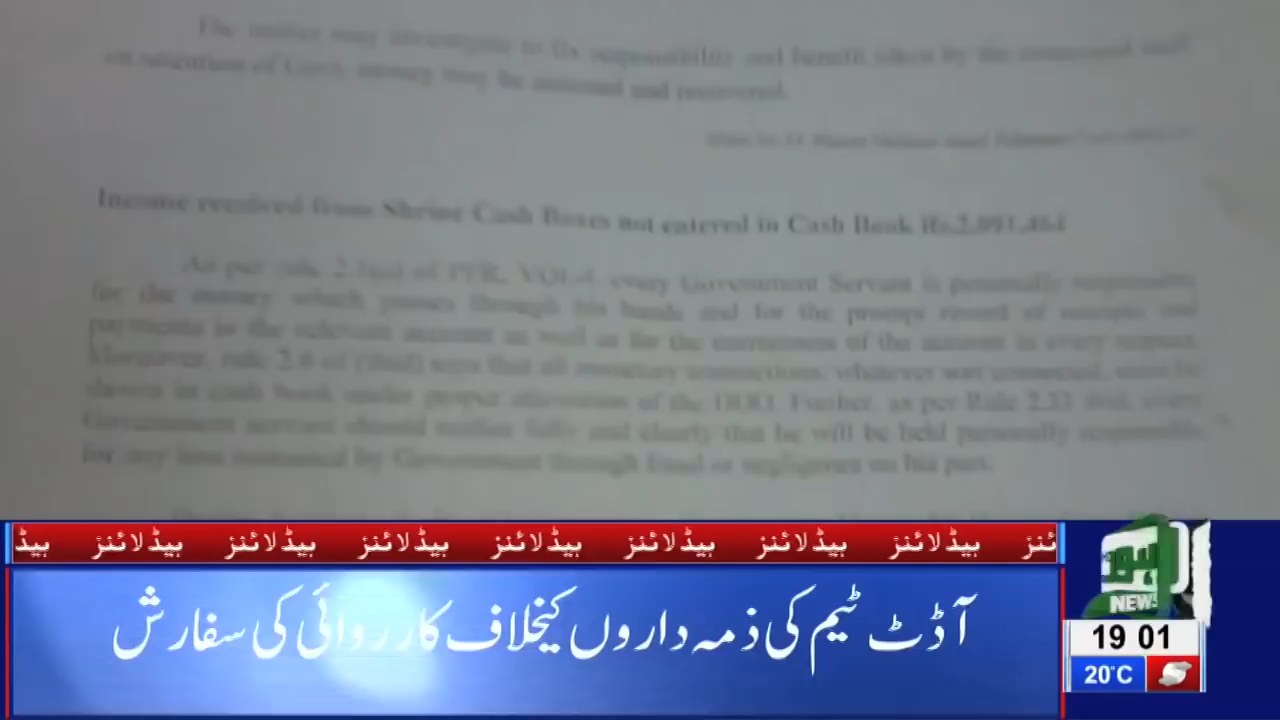 The matter may investigate to fix responsibility and benefit taken by the concerned staff
on retention of Govt. money may be assessed and recovered.
Income received from Shrine Cash Boxes not entered in Cash Book Rs.2,091,464
As per rule 2. of PFR, VOL-I, every Government Servant is personally responsible
for the money which passes through his hands and for the prompt record of receipts and
payments in the relevant account as well as for the correctness of the account in every respect.
Moreover, rule 2. of (ibid) says that all monetary transactions, whatever
shown in cash book under proper attestation of the DDO. Further, as per Rule 2.33 ibid, every
Government servant should realize fully and clearly that he will be held personally responsible
for any loss sustained by Government through fraud or negligence on his part.
ہیڈ ہیڈلائنز ہیڈلائنز ہیڈلائنز ہیڈلائنز ہیڈلائنز ہیڈلائنز ہیڈلائنز ئنز
آڈٹ ٹیم کی ذمہ داروں کیخلاف کارروائی کی سفارش
نیوز
NEWS
19 01
20°C